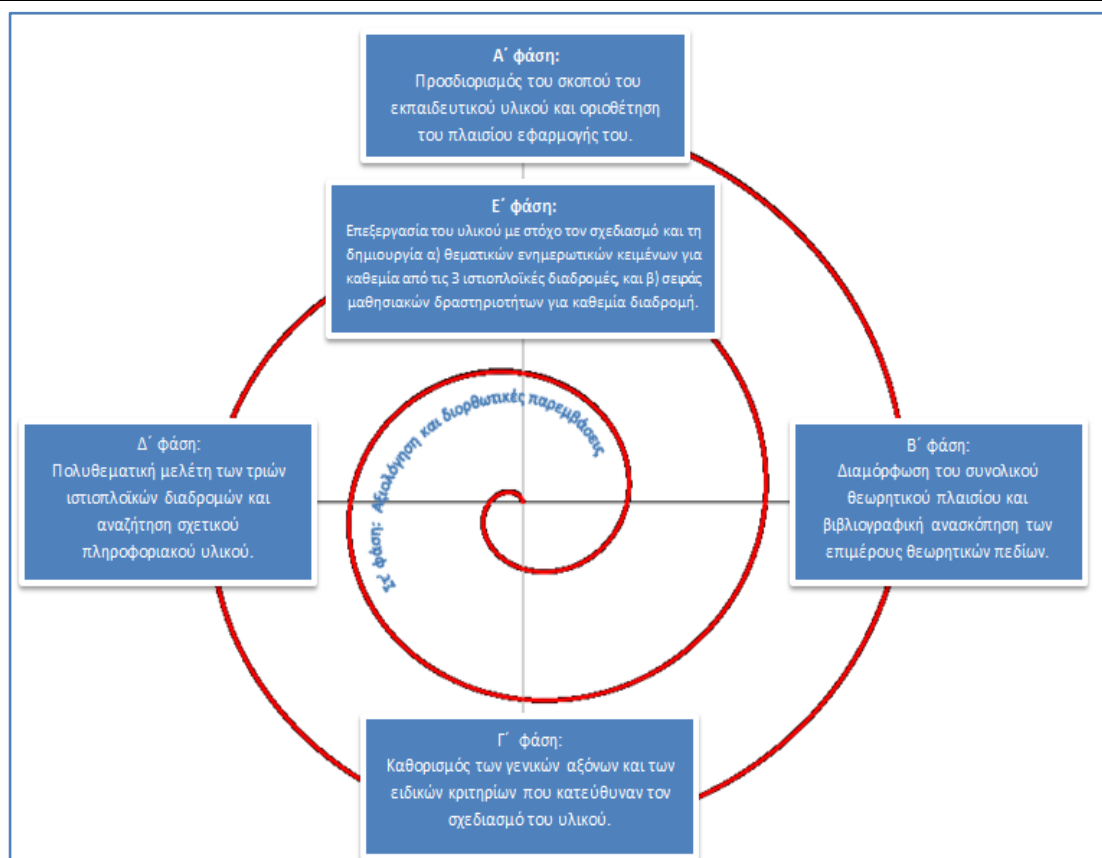 Α΄ φάση:
Προσδιορισμός του σκοπού του
εκπαιδευτικού υλικού και οριοθέτηση
του πλαισίου εφαρμογής του.
Ε΄ φάση:
Επεξεργασία του υλικού με στόχο τον σχεδιασμό και τη
δημιουργία α) θεματικών ενημερωτικών κειμένων για
καθεμία από τις 3 ιστιοπλοϊκές διαδρομές, και β) σειράς
μαθησιακών δραστηριοτήτων για καθεμία διαδρομή.
Στ΄ φάση: Αξιολόγηση και διορθωτικές παρεμβάσεις
Δ΄ φάση:
Πολυθεματική μελέτη των τριών
ιστιοπλοϊκών διαδρομών και
αναζήτηση σχετικού
πληροφοριακού υλικού.
Β΄ φάση:
Διαμόρφωση του συνολικού
θεωρητικού πλαισίου και
βιβλιογραφική ανασκόπηση των
επιμέρους θεωρητικών πεδίων.
Γ΄ φάση:
Καθορισμός των γενικών αξόνων και των
ειδικών κριτηρίων που κατεύθυναν τον
σχεδιασμό του υλικού.